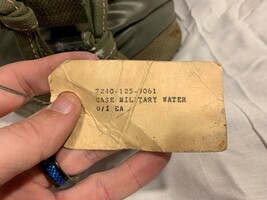 7240-125-9061
CASE MILITARY WATER
U/I EA